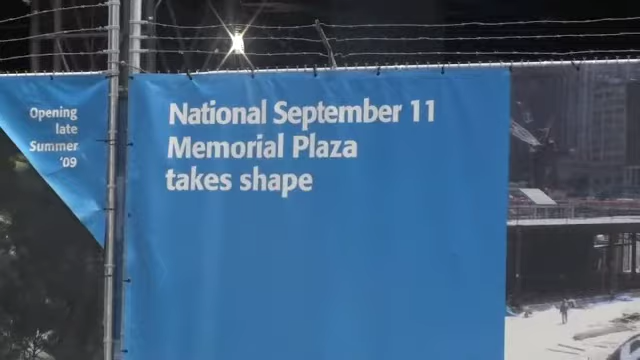 Opening
late
Summer
'09
National September 11
Memorial Plaza
takes shape